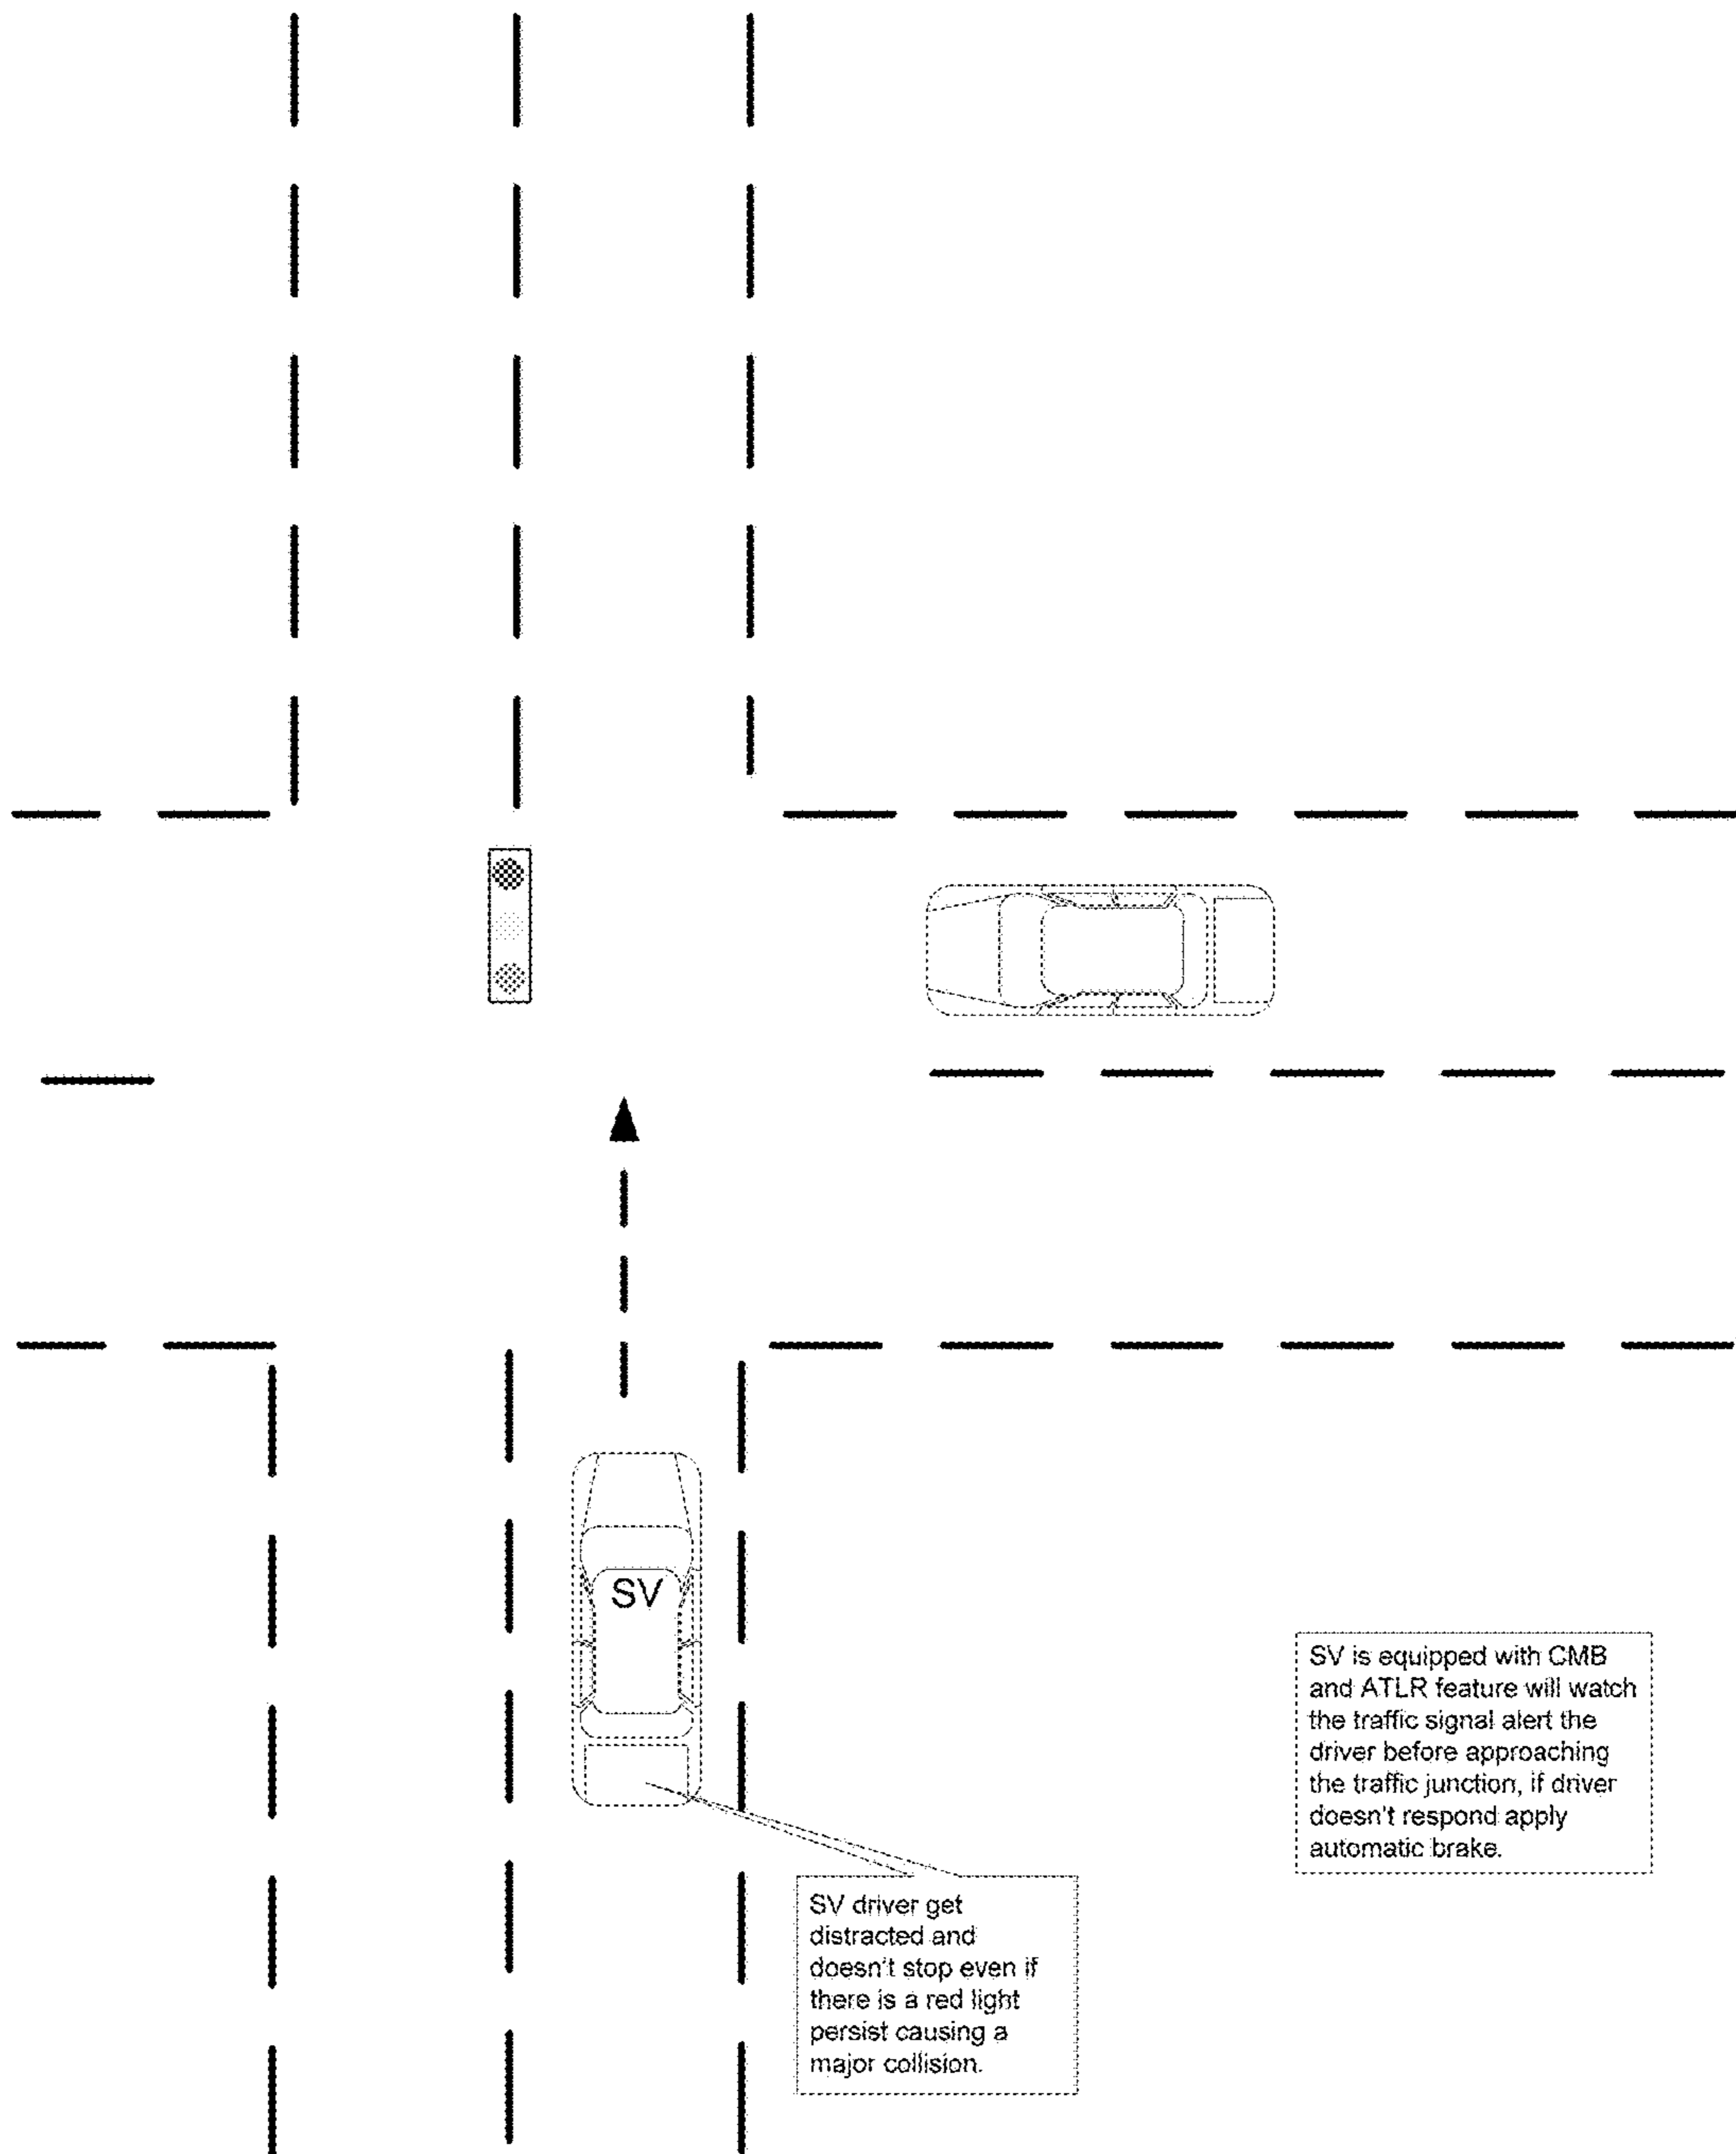 SV
SV is equipped with CMB
and ATLR feature will watch
the traffic signal alert the
driver before approaching
the traffic junction, if driver
doesn't respond apply
automatic brake.
SV driver get
distracted and
doesn't stop even if
there is a red light
persist causing a
major collision.